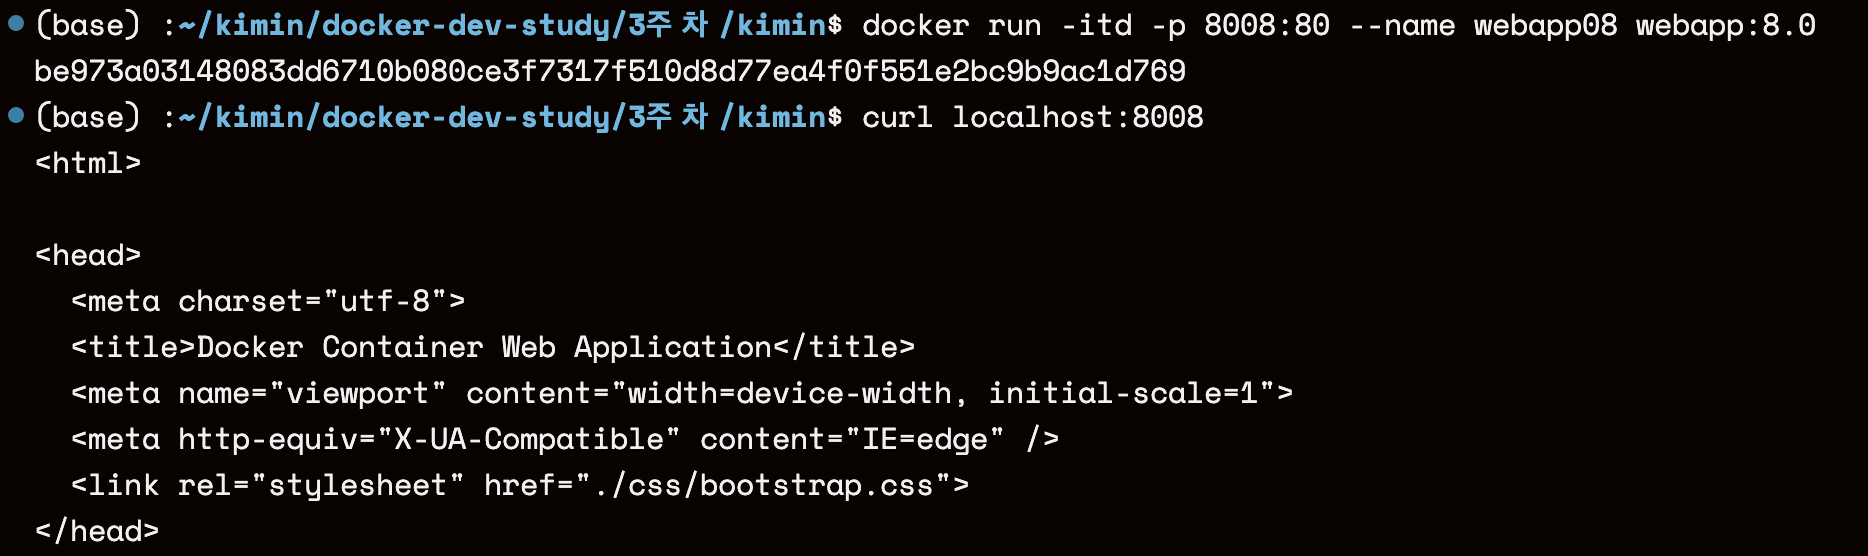 (base) :~/kimin/docker-dev-study/3주 차 /kimin$ docker run -itd -p 8008:80 --name webapp08 webapp:8.0
be973a03148083dd6710b080ce3f7317f510d8d77ea4f0f551e2bc9b9ac1d769
(base) :~/kimin/docker-dev-study/3주 차 /kimin$ curl localhost:8008
<html>
<head>
  <meta charset="utf-8">
  <title>Docker Container Web Application</title>
  <meta name="viewport" content="width=device-width, initial-scale=1">
  <meta http-equiv="X-UA-Compatible" content="IE=edge" />
  <link rel="stylesheet" href="./css/bootstrap.css">
</head>